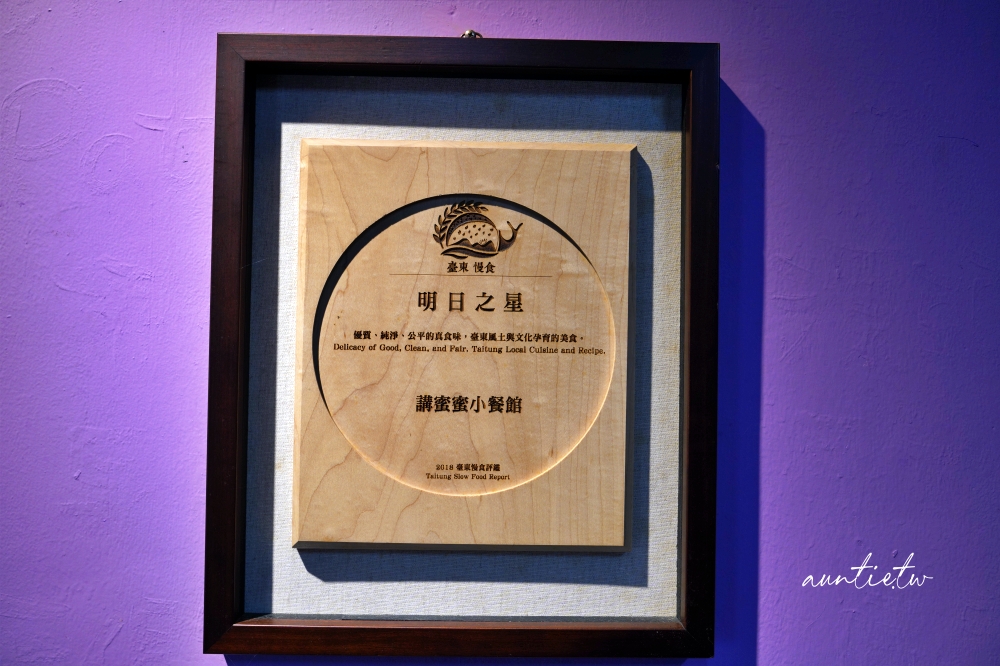 臺東 慢食
明日之星
優質、純淨、公平的真食味，臺東風土與文化孕育的美食。
Delicacy of Good, Clean, and Fair. Taitung Local Cuisine and Recipe.
講蜜蜜小餐館
2018 臺東慢食評鑑
Taitung Slow Food Report
auntie.tw